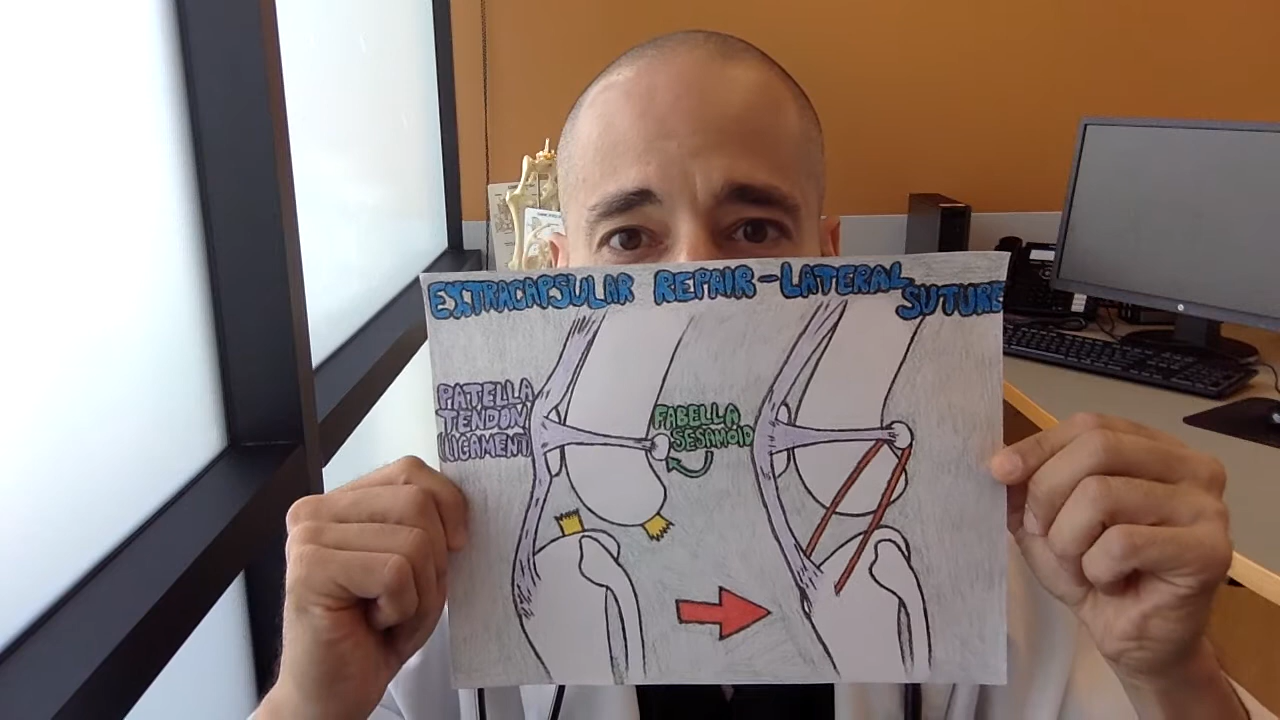 EXTRACAPSULAR REPAIR-LATERAL
SUTURE
PATELLA
TENDON
(LIGAMENT)
FABELLA
SESAMOID